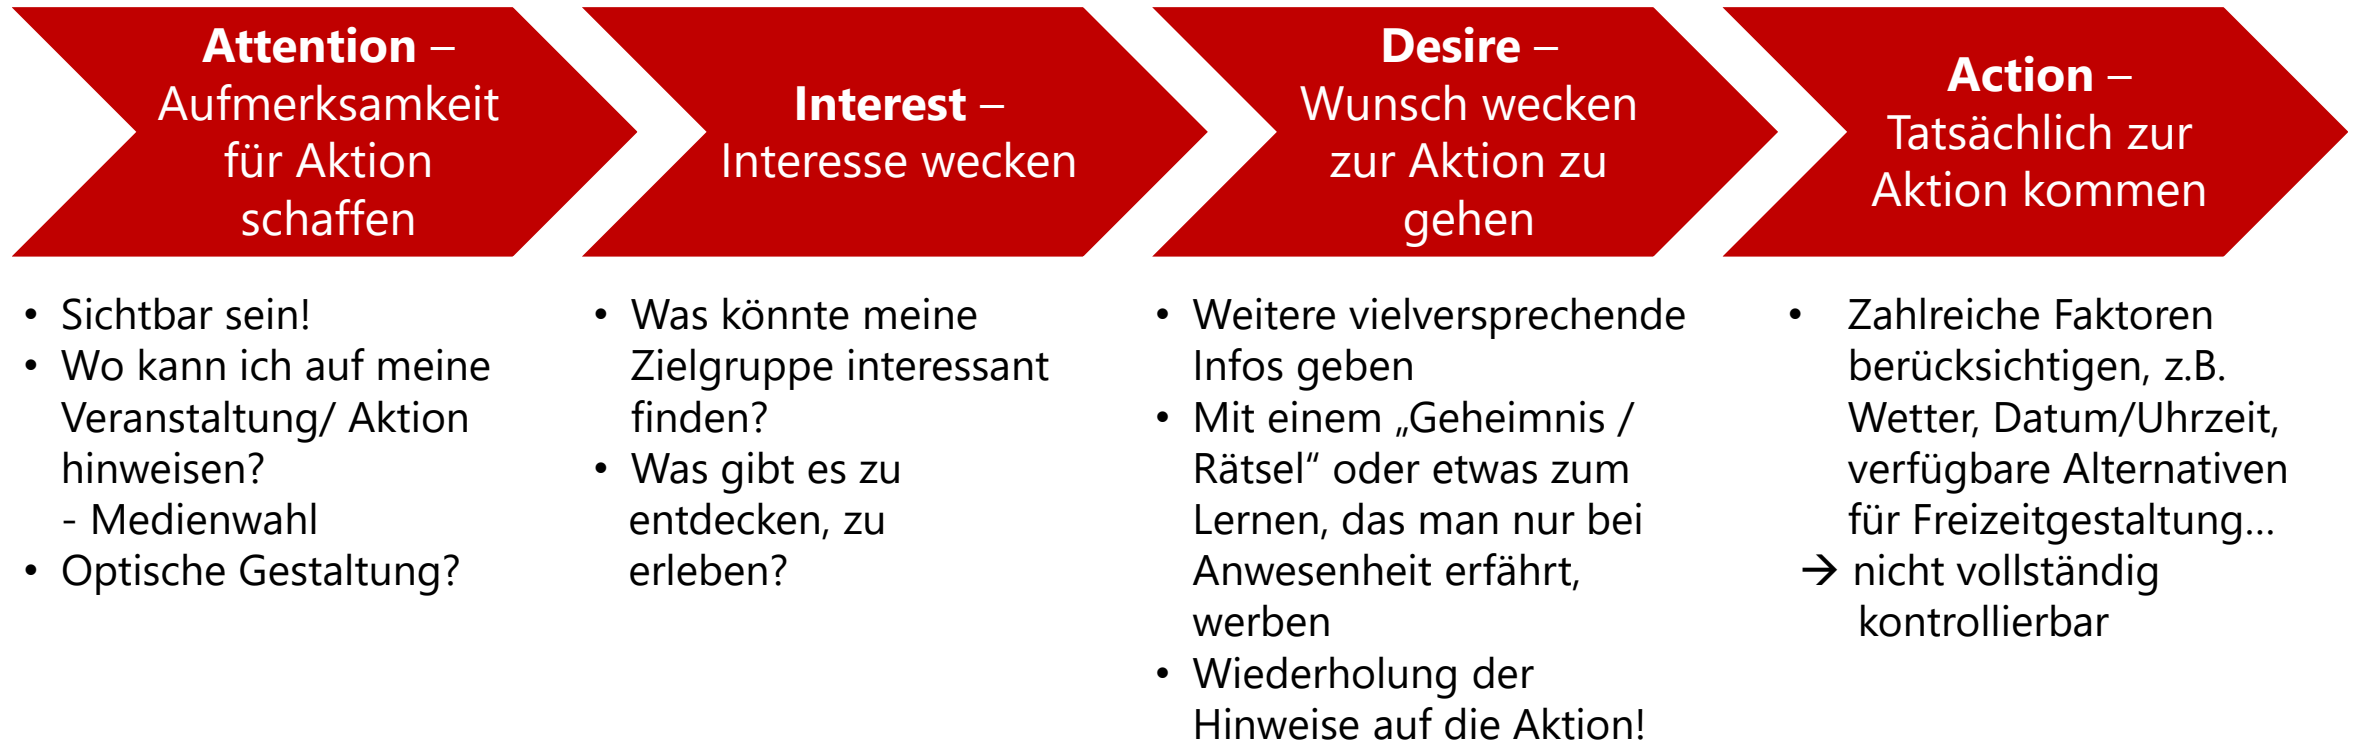 Attention –
Aufmerksamkeit
für Aktion
schaffen
Interest –
Interesse wecken
Desire –
Wunsch wecken
zur Aktion zu
gehen
Action –
Tatsächlich zur
Aktion kommen
• Sichtbar sein!
• Wo kann ich auf meine
Veranstaltung/ Aktion
hinweisen?
- Medienwahl
• Optische Gestaltung?
• Was könnte meine
Zielgruppe interessant
finden?
• Was gibt es zu
entdecken, zu
erleben?
• Weitere vielversprechende
Infos geben
• Mit einem „Geheimnis /
Rätsel“ oder etwas zum
Lernen, das man nur bei
Anwesenheit erfährt,
werben
• Wiederholung der
Hinweise auf die Aktion!
• Zahlreiche Faktoren
berücksichtigen, z.B.
Wetter, Datum/Uhrzeit,
verfügbare Alternativen
für Freizeitgestaltung…
→ nicht vollständig
kontrollierbar